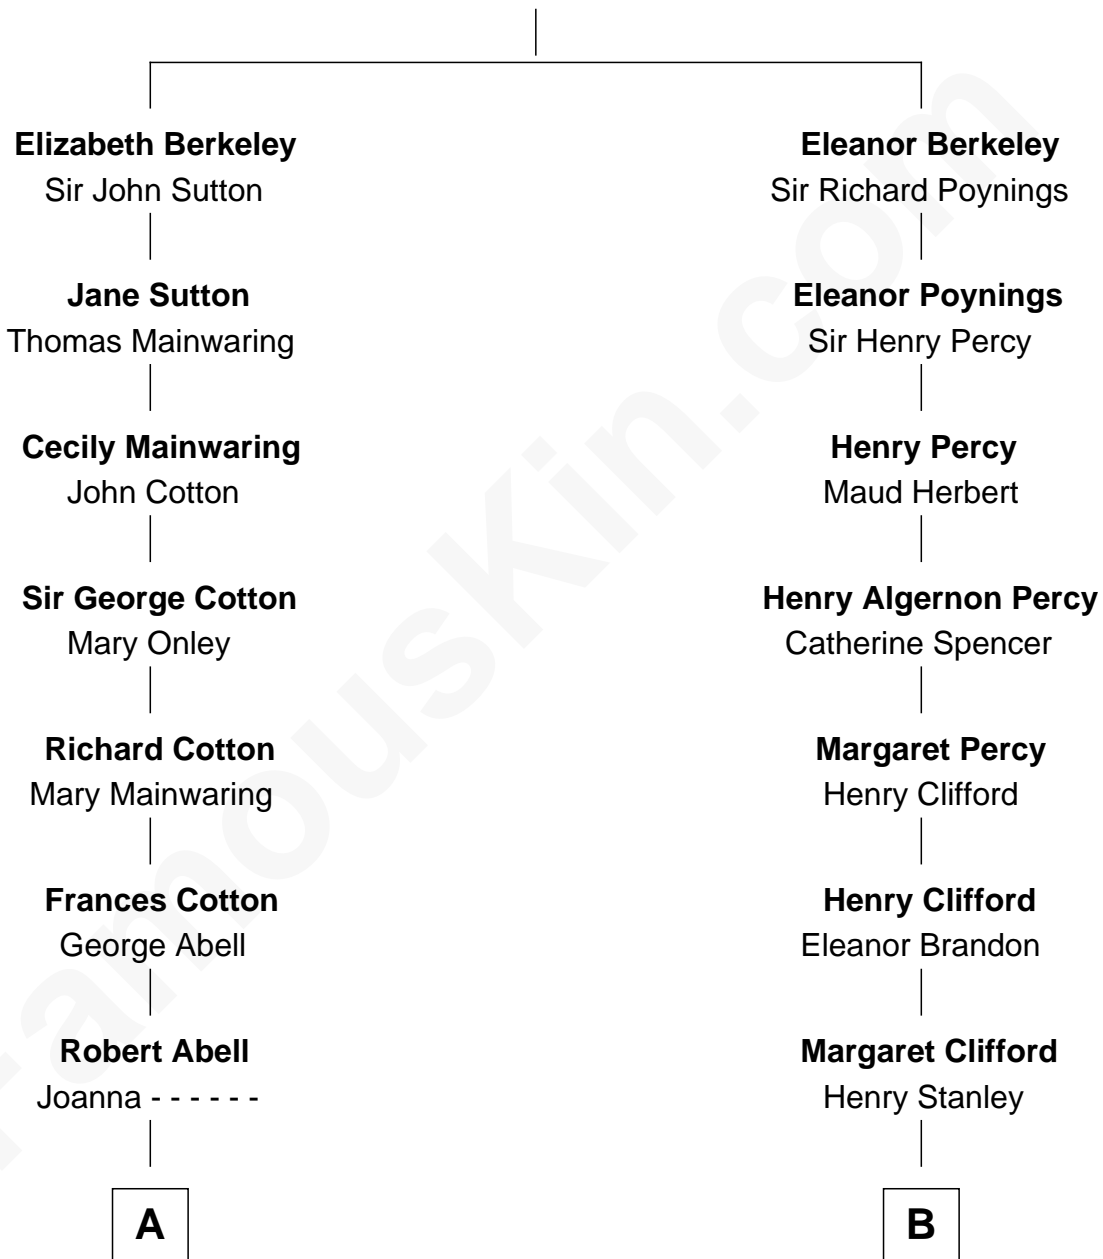 Elizabeth Berkeley
Sir John Sutton
Jane Sutton
Thomas Mainwaring
Cecily Mainwaring
John Cotton
Sir George Cotton
Mary Onley
Richard Cotton
Mary Mainwaring
Frances Cotton
George Abell
Robert Abell
Joanna - - - - - -
A
Eleanor Berkeley
Sir Richard Poynings
Eleanor Poynings
Sir Henry Percy
Henry Percy
Maud Herbert
Henry Algernon Percy
Catherine Spencer
Margaret Percy
Henry Clifford
Henry Clifford
Eleanor Brandon
Margaret Clifford
Henry Stanley
B
FamousKin.com